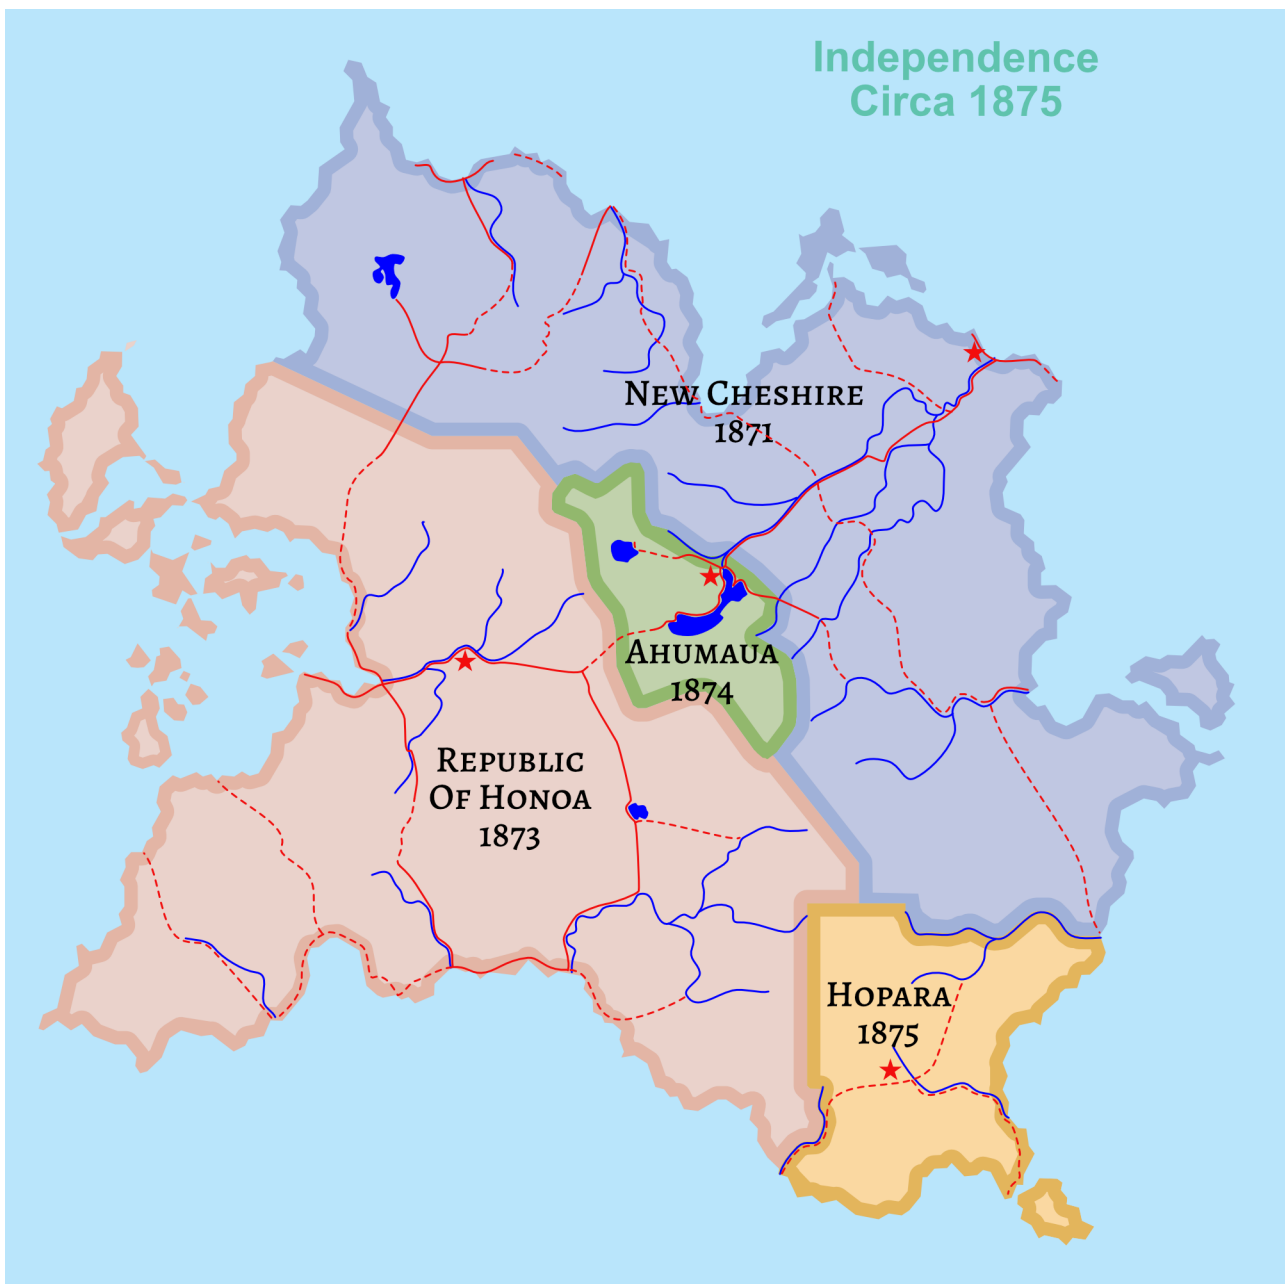 Independence
Circa 1875
New Cheshire
1871
Ahumaua
1874
Republic
Of Honoa
1873
Hopara
1875